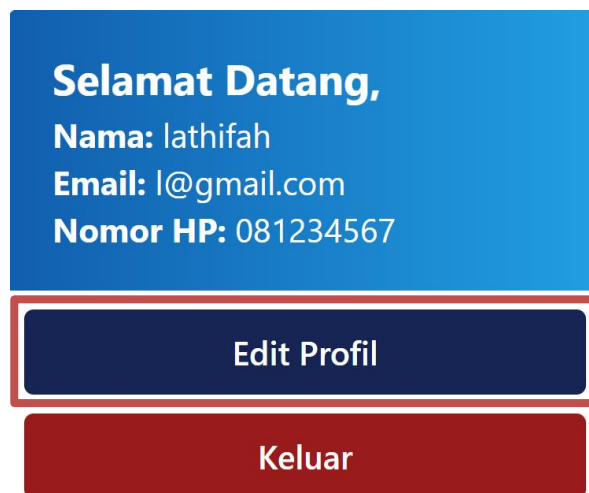 Selamat Datang,
Nama: lathifah
Email: l@gmail.com
Nomor HP: 081234567
Edit Profil
Keluar